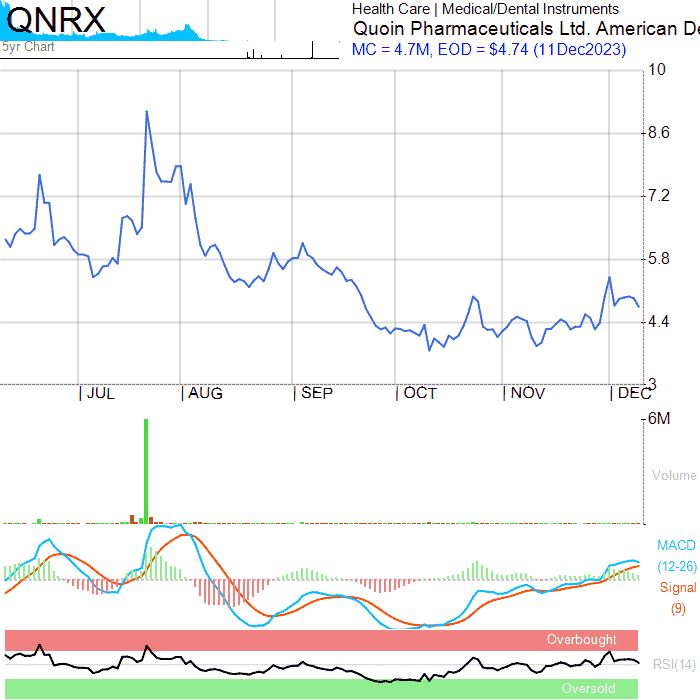 QNRX
5yr Chart
Health Care | Medical/Dental Instruments
Quoin Pharmaceuticals Ltd. American De
MC = 4.7M, EOD = $4.74 (11Dec2023)
10
8.6
7.2
5.8
4.4
3
JUL AUG SEP OCT NOV DEC
6M
Volume
MACD
(12-26)
Signal
(9)
Overbought
RSI(14)
Oversold